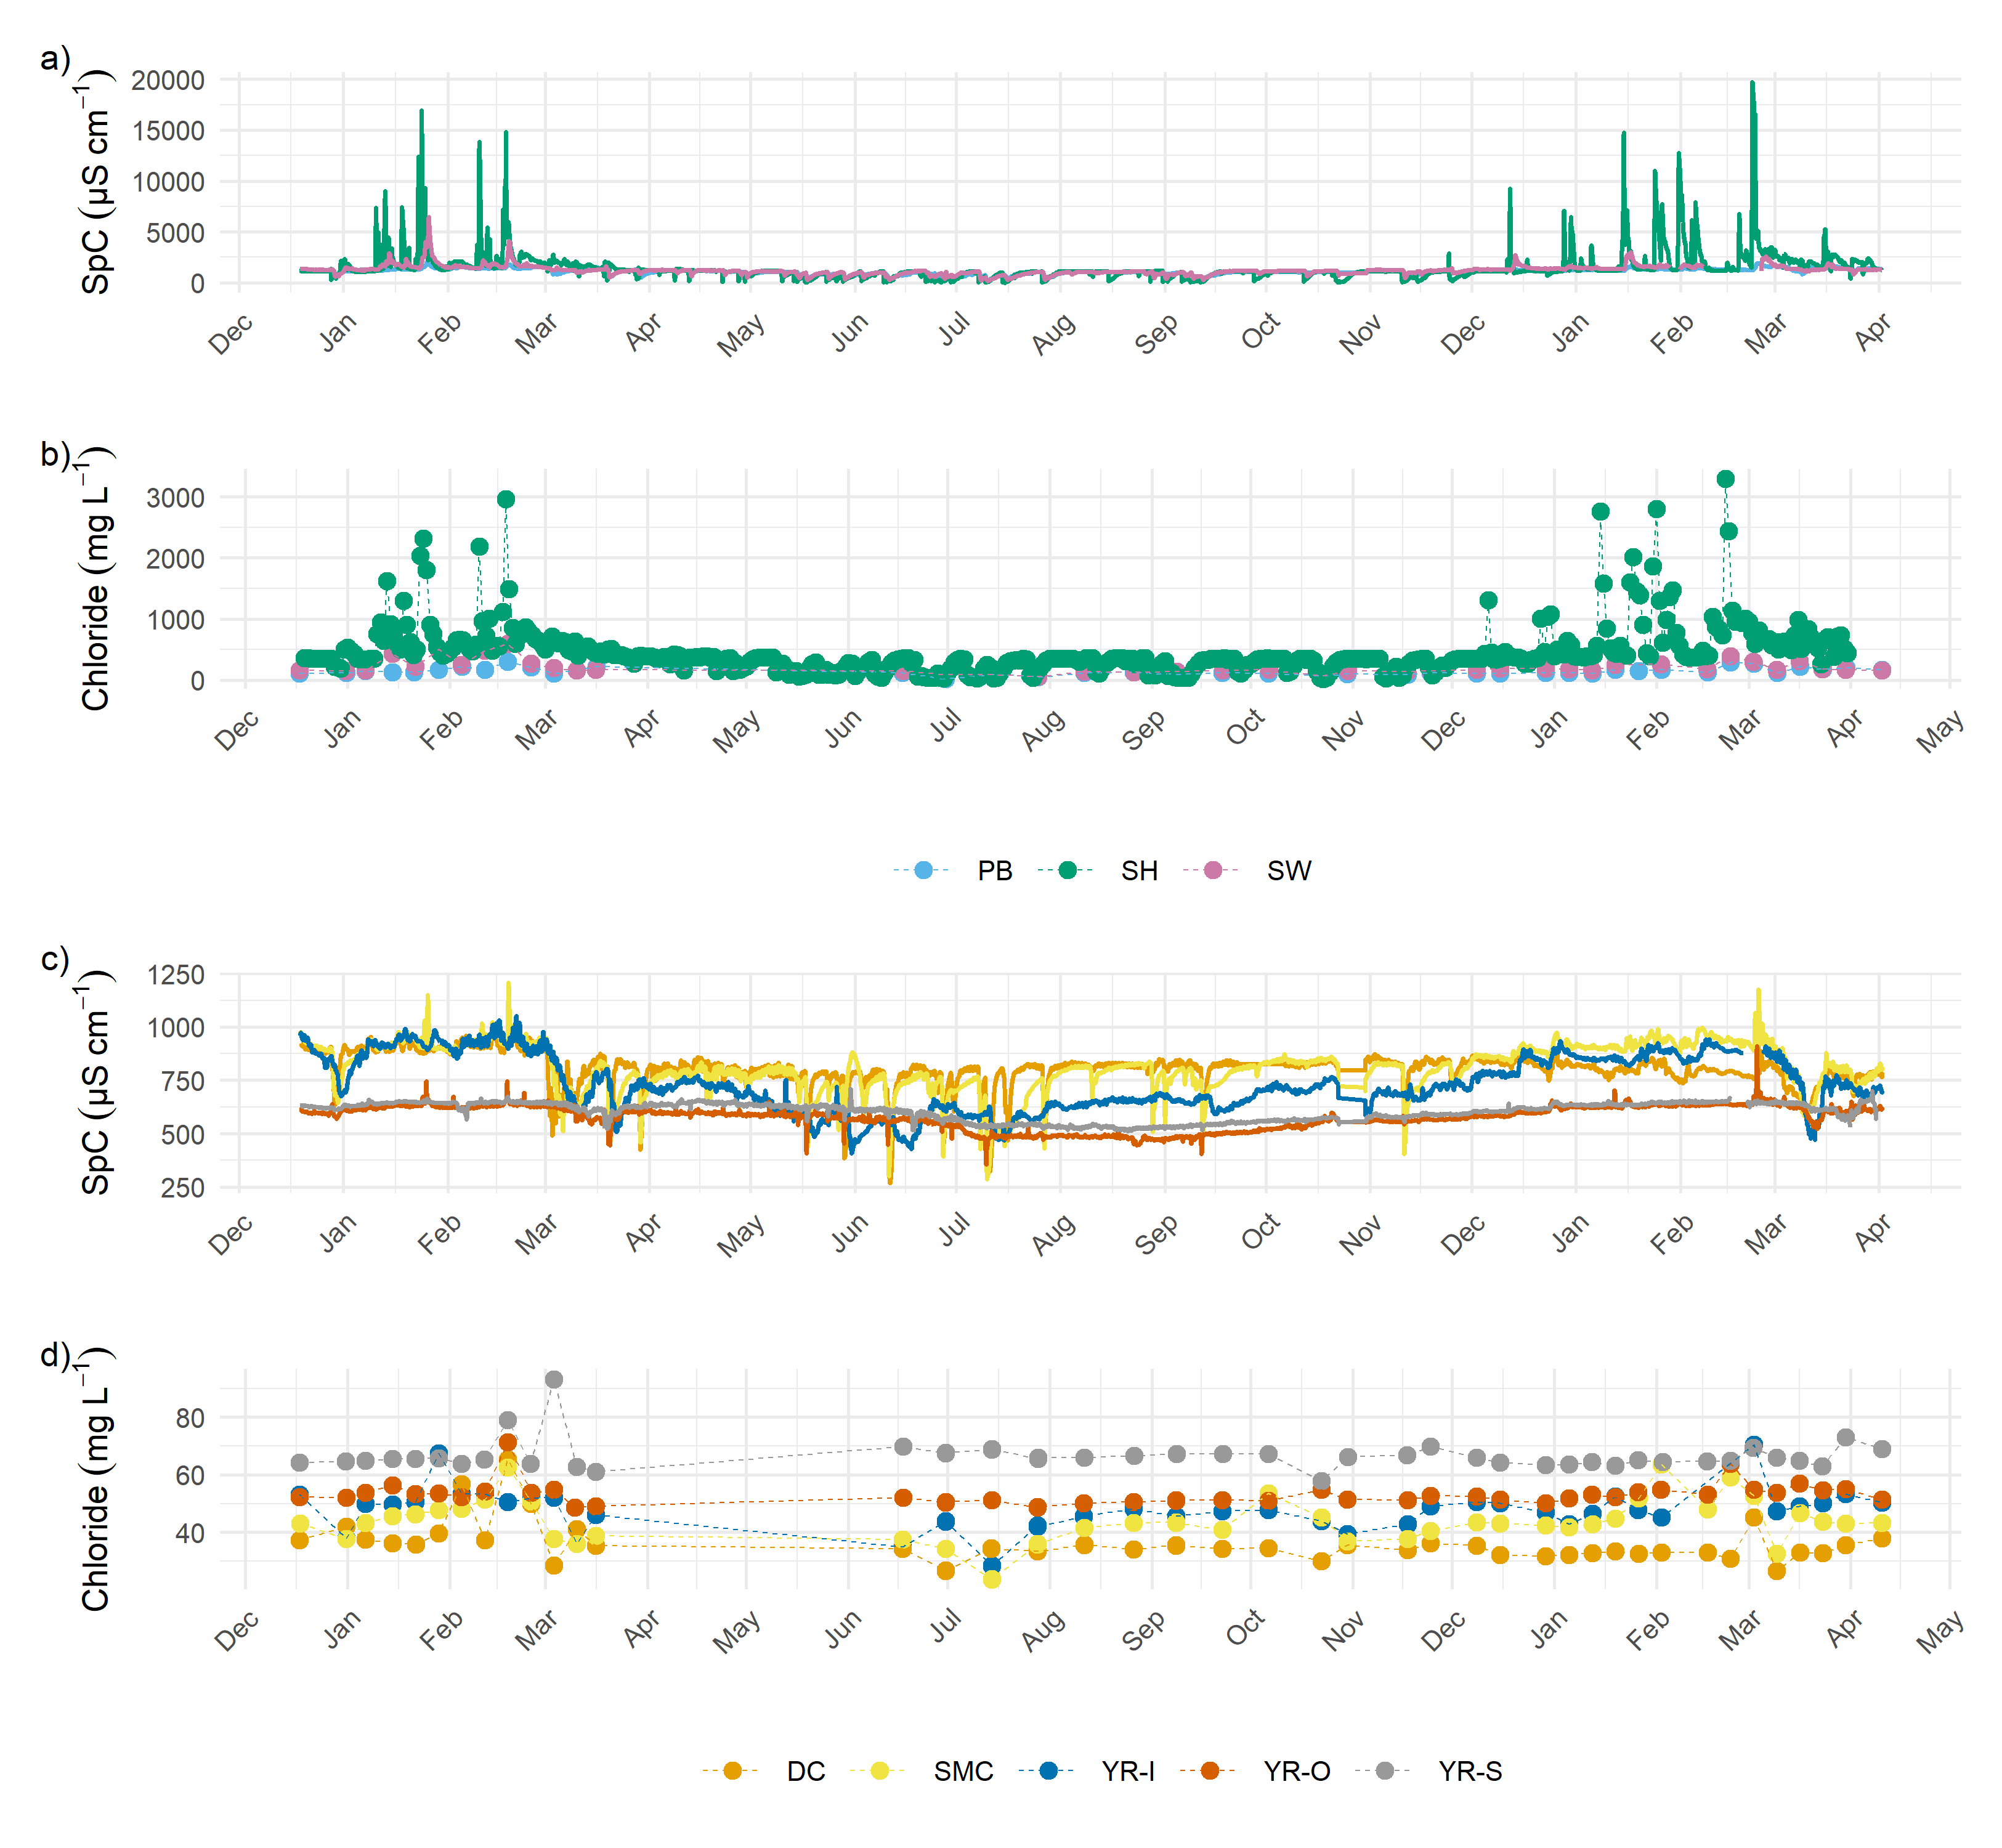 a)
SpC (µS cm⁻¹)
20000
15000
10000
5000
0
Dec Jan Feb Mar Apr May Jun Jul Aug Sep Oct Nov Dec Jan Feb Mar Apr
b)
Chloride (mg L⁻¹)
3000
2000
1000
0
Dec Jan Feb Mar Apr May Jun Jul Aug Sep Oct Nov Dec Jan Feb Mar Apr May
PB SH SW
c)
SpC (µS cm⁻¹)
1250
1000
750
500
250
Dec Jan Feb Mar Apr May Jun Jul Aug Sep Oct Nov Dec Jan Feb Mar Apr
d)
Chloride (mg L⁻¹)
80
60
40
Dec Jan Feb Mar Apr May Jun Jul Aug Sep Oct Nov Dec Jan Feb Mar Apr May
DC SMC YR-I YR-O YR-S